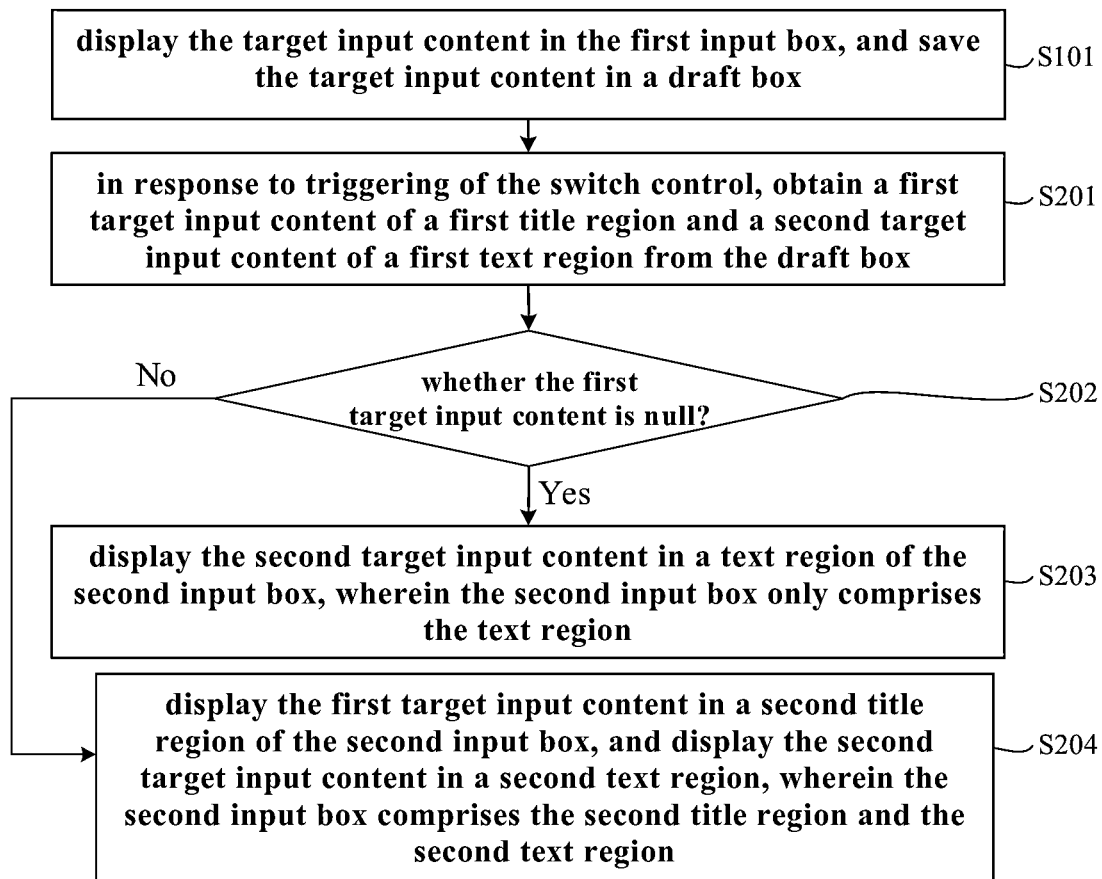 display the target input content in the first input box, and save
the target input content in a draft box
S101
in response to triggering of the switch control, obtain a first
target input content of a first title region and a second target
input content of a first text region from the draft box
S201
No
whether the first
target input content is null?
S202
Yes
display the second target input content in a text region of the
second input box, wherein the second input box only comprises
the text region
S203
display the first target input content in a second title
region of the second input box, and display the second
target input content in a second text region, wherein the
second input box comprises the second title region and the
second text region
S204